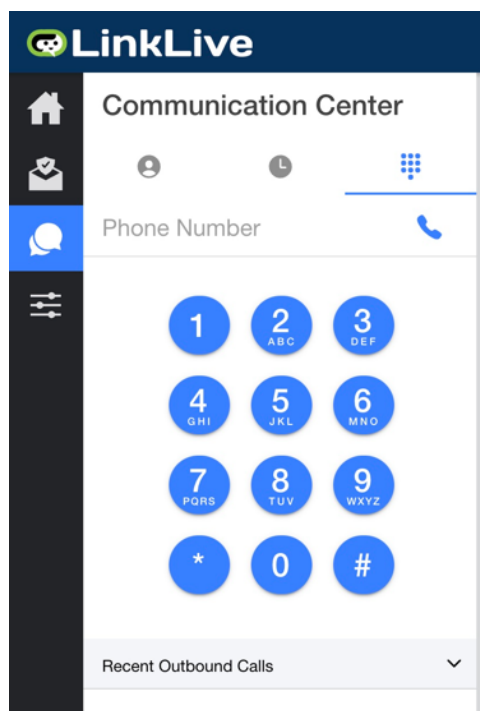 LinkLive
Communication Center
Phone Number
1 2 3
ABC DEF
4 5 6
GHI JKL MNO
7 8 9
PQRS TUV WXYZ
* 0 #
Recent Outbound Calls